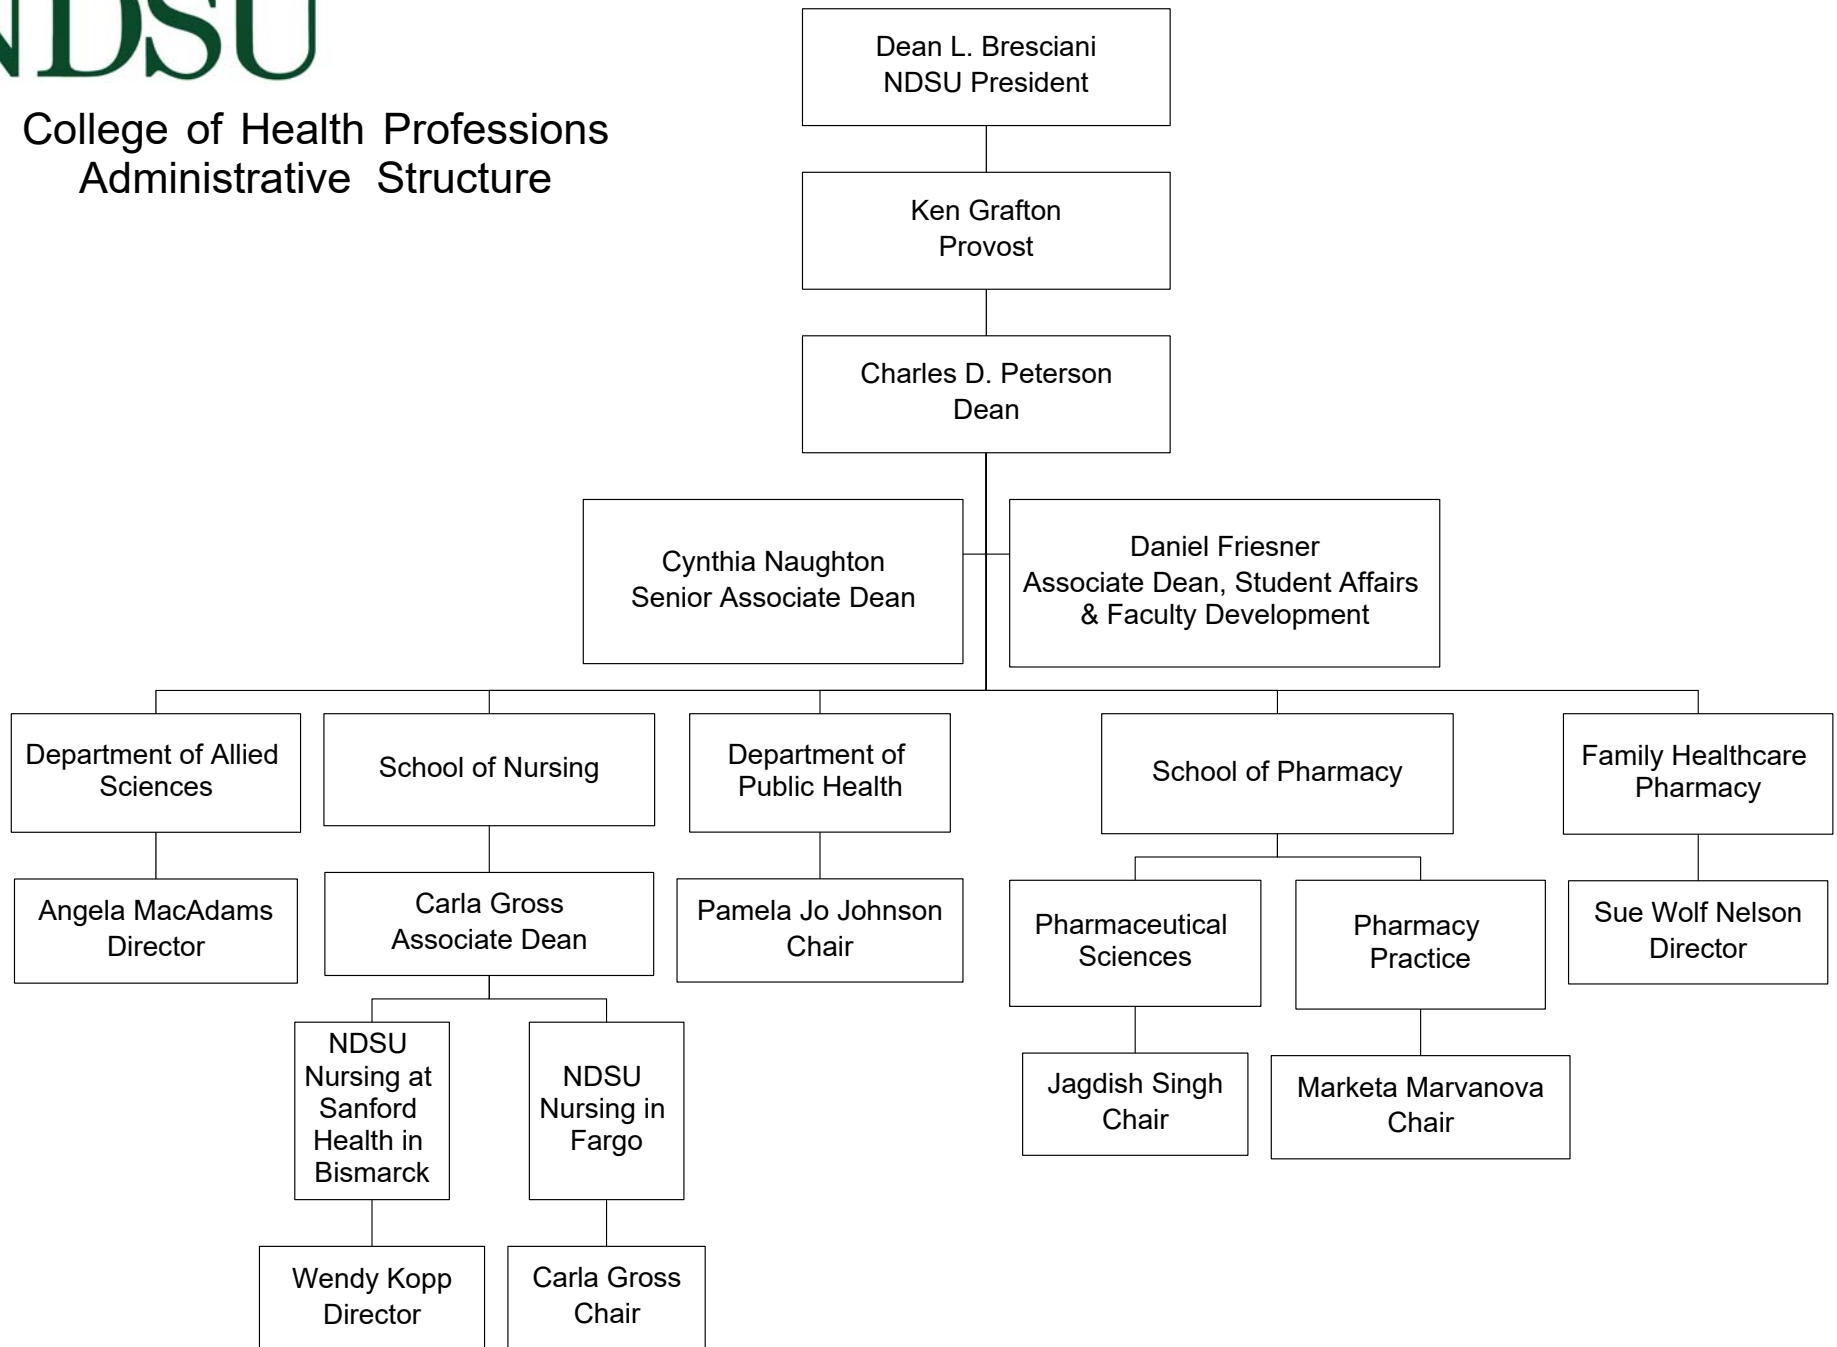 NDSU
College of Health Professions
Administrative Structure
Dean L. Bresciani
NDSU President
Ken Grafton
Provost
Charles D. Peterson
Dean
Cynthia Naughton
Senior Associate Dean
Daniel Friesner
Associate Dean, Student Affairs
& Faculty Development
Department of Allied
Sciences
School of Nursing
Department of
Public Health
School of Pharmacy
Family Healthcare
Pharmacy
Angela MacAdams
Director
Carla Gross
Associate Dean
Pamela Jo Johnson
Chair
Pharmaceutical
Sciences
Pharmacy
Practice
Sue Wolf Nelson
Director
NDSU
Nursing at
Sanford
Health in
Bismarck
NDSU
Nursing in
Fargo
Jagdish Singh
Chair
Marketa Marvanova
Chair
Wendy Kopp
Director
Carla Gross
Chair